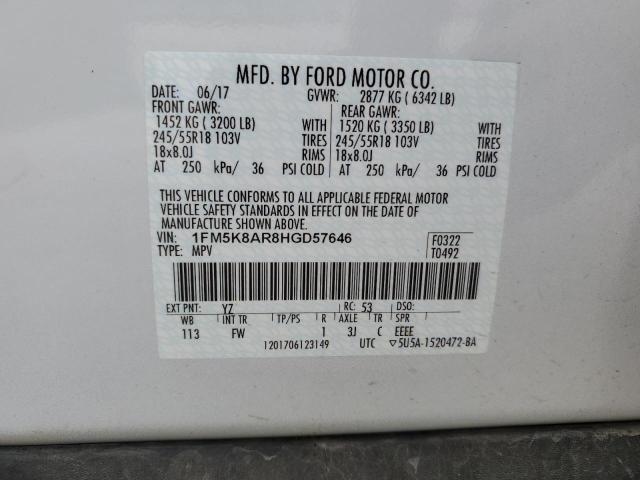 MFD. BY FORD MOTOR CO.
DATE: 06/17 GVWR: 2877 KG ( 6342 LB)
FRONT GAWR: REAR GAWR:
1452 KG ( 3200 LB) WITH 1520 KG ( 3350 LB) WITH
245/55R18 103V TIRES 245/55R18 103V TIRES
18x8.0J RIMS 18x8.0J RIMS
AT 250 kPa/ 36 PSI COLD AT 250 kPa/ 36 PSI COLD
THIS VEHICLE CONFORMS TO ALL APPLICABLE FEDERAL MOTOR
VEHICLE SAFETY STANDARDS IN EFFECT ON THE DATE OF
MANUFACTURE SHOWN ABOVE.
VIN: 1FM5K8AR8HGD57646 F0322
TYPE: MPV T0492
EXT PNT: YZ RC: 53 DSO:
WB INT TR TP/PS R AXLE TR SPR
113 FW 1 3J C EEEE
1201706123149 UTC ▽5U5A-1520472-BA